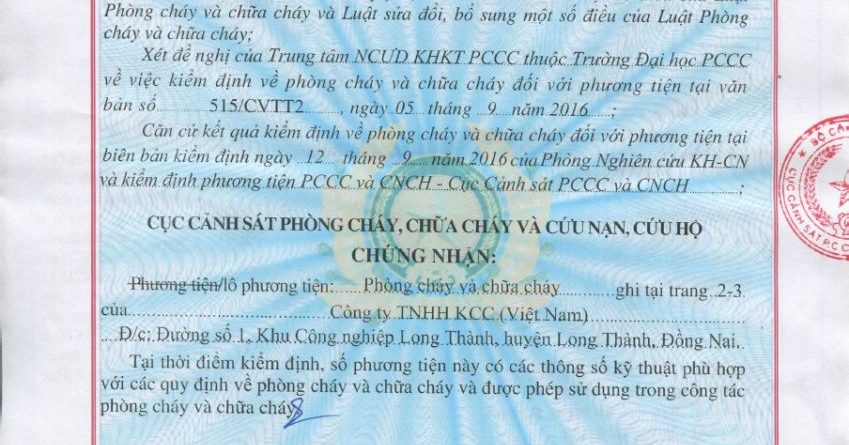 Phòng cháy và chữa cháy và Luật sửa đổi, bổ sung một số điều của Luật Phòng
cháy và chữa cháy;
Xét đề nghị của Trung tâm NCUD KHKT PCCC thuộc Trường Đại học PCCC
về việc kiểm định về phòng cháy và chữa cháy đối với phương tiện tại văn
bản số 515/CVTT2, ngày 05 tháng 9 năm 2016;
Căn cứ kết quả kiểm định về phòng cháy và chữa cháy đối với phương tiện tại
biên bản kiểm định ngày 12 tháng 9 năm 2016 của Phòng Nghiên cứu KH-CN
và kiểm định phương tiện PCCC và CNCH - Cục Cảnh sát PCCC và CNCH;
CỤC CẢNH SÁT PHÒNG CHÁY, CHỮA CHÁY VÀ CỨU NẠN, CỨU HỘ
CHỨNG NHẬN:
Phương tiện/lô phương tiện: Phòng cháy và chữa cháy ghi tại trang 2-3
của Công ty TNHH KCC (Việt Nam)
Đ/c: Đường số 1, Khu Công nghiệp Long Thành, huyện Long Thành, Đồng Nai.
Tại thời điểm kiểm định, số phương tiện này có các thông số kỹ thuật phù hợp
với các quy định về phòng cháy và chữa cháy và được phép sử dụng trong công tác
phòng cháy và chữa cháy
BỘ CÔ
CỤC CẢNH SÁT PC C